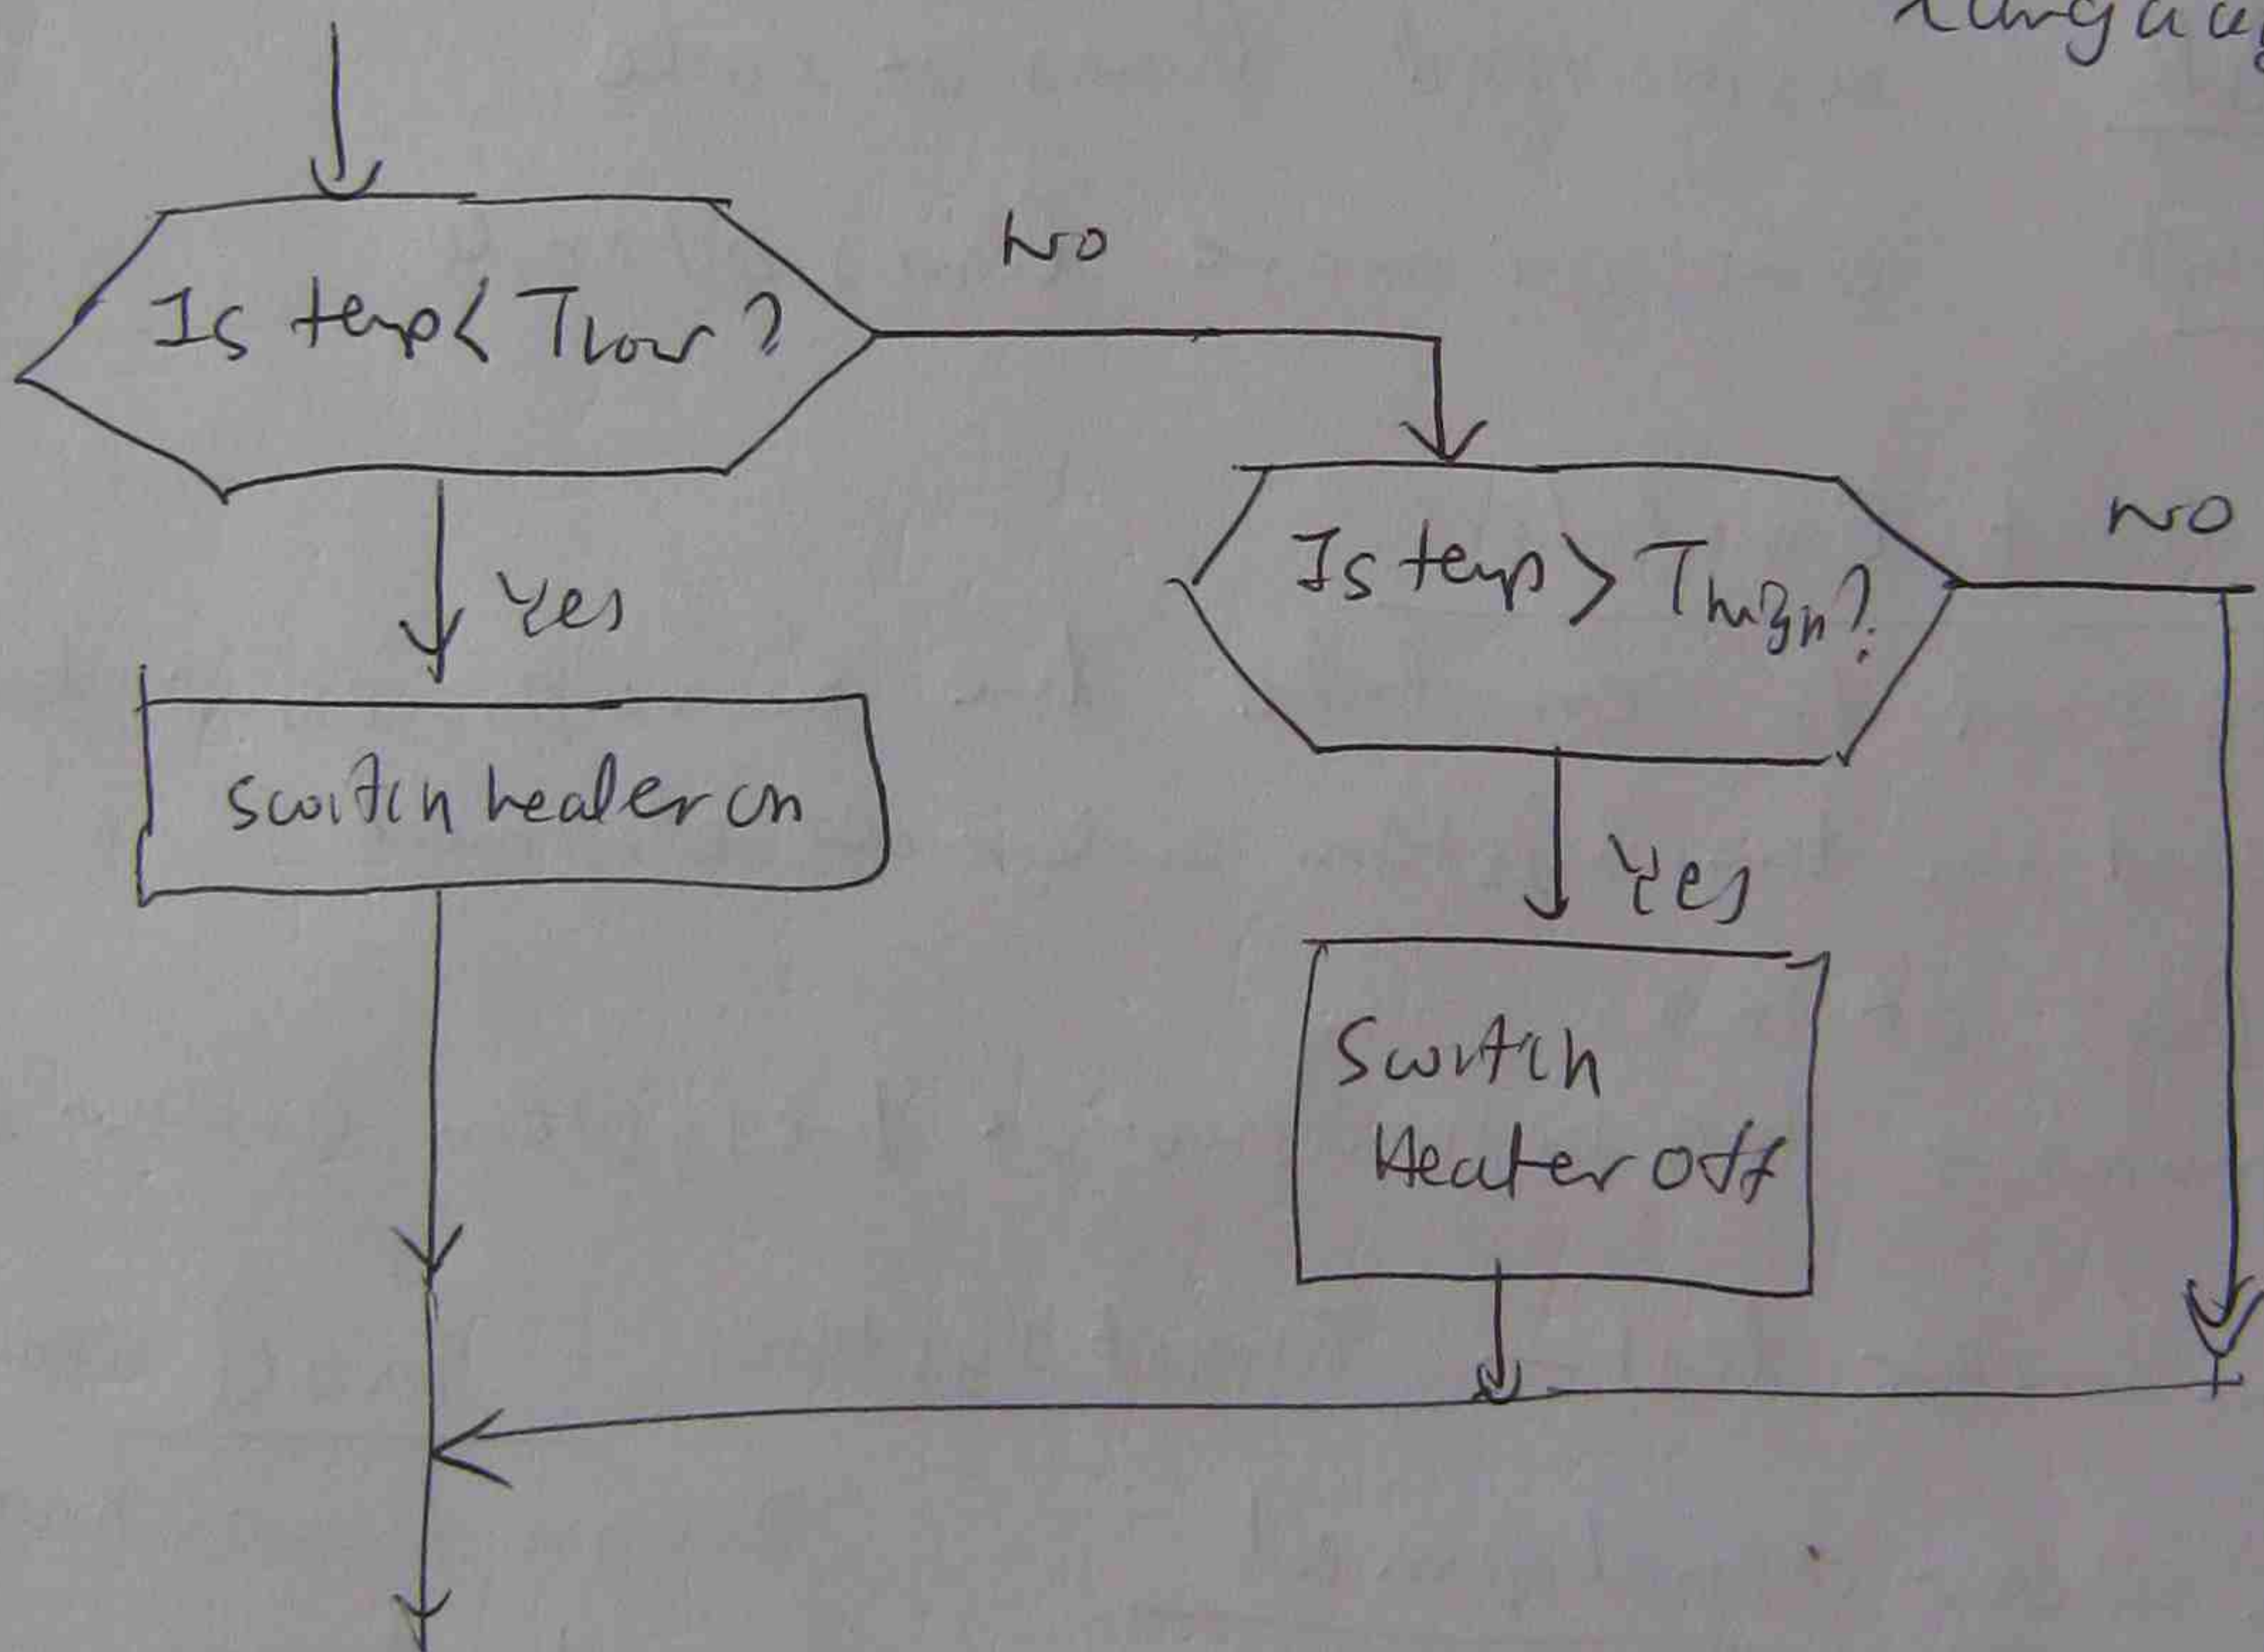 Is temp < TLow ?
No
Is temp > THigh ?
No
Yes
switch heater on
Yes
Switch
Heater Off